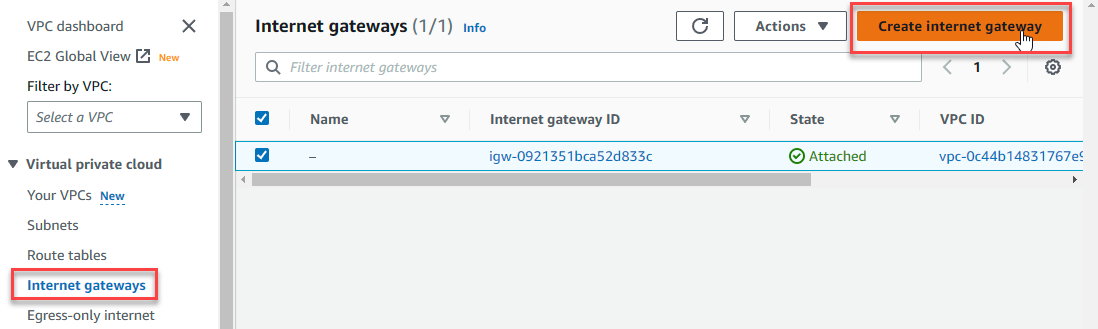 VPC dashboard
EC2 Global View New
Filter by VPC:
Select a VPC
Virtual private cloud
Your VPCs New
Subnets
Route tables
Internet gateways
Egress-only internet
Internet gateways (1/1) Info
Actions
Create internet gateway
Filter internet gateways
1
Name Internet gateway ID State VPC ID
– igw-0921351bca52d833c Attached vpc-0c44b14831767e9